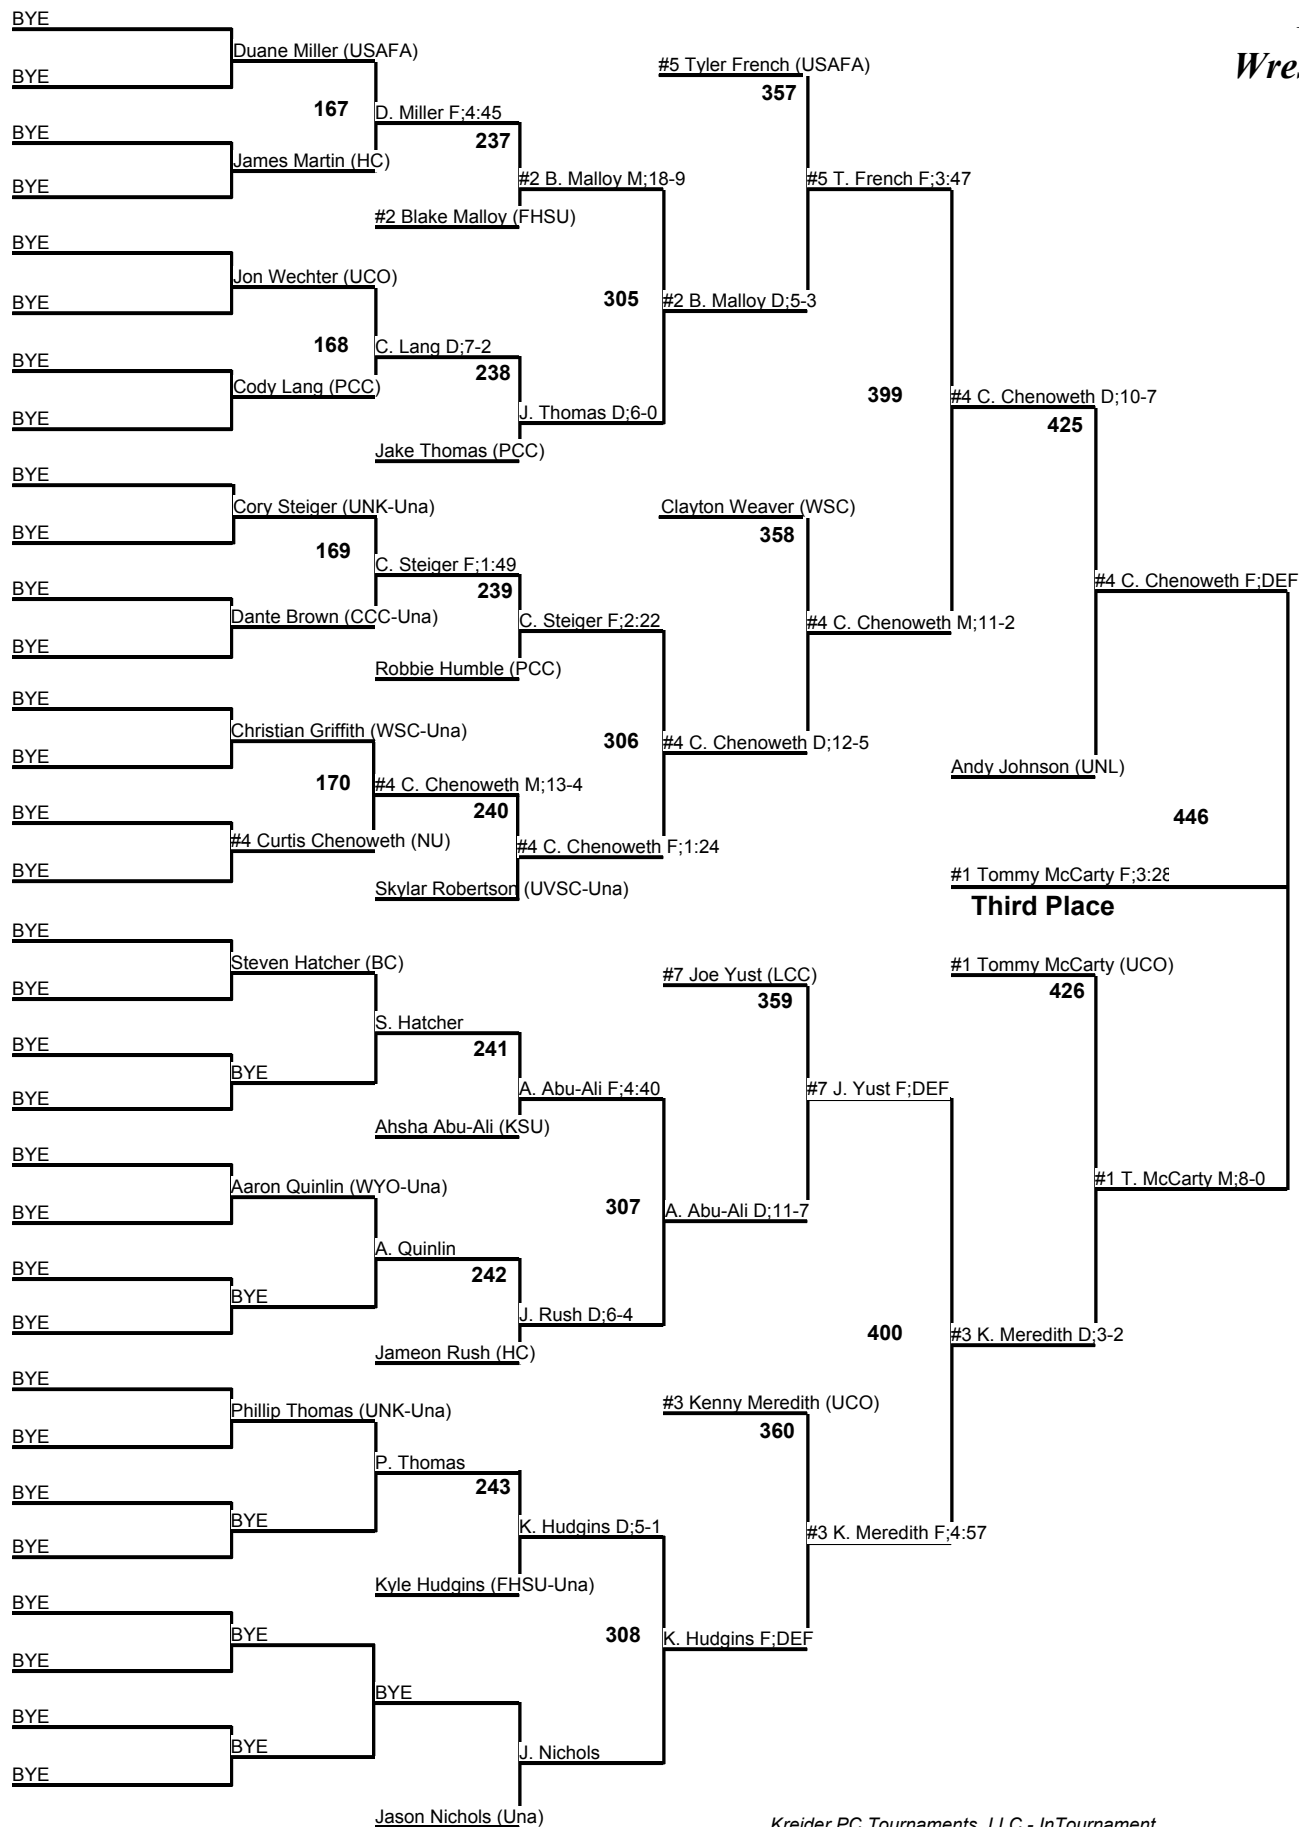 BYE
Duane Miller (USAFA)
BYE
#5 Tyler French (USAFA)
357
167
D. Miller F;4:45
237
BYE
James Martin (HC)
BYE
#2 B. Malloy M;18-9
#5 T. French F;3:47
#2 Blake Malloy (FHSU)
BYE
Jon Wechter (UCO)
BYE
305
#2 B. Malloy D;5-3
168
C. Lang D;7-2
238
BYE
Cody Lang (PCC)
BYE
399
#4 C. Chenoweth D;10-7
425
J. Thomas D;6-0
Jake Thomas (PCC)
BYE
Cory Steiger (UNK-Una)
BYE
Clayton Weaver (WSC)
358
169
C. Steiger F;1:49
239
#4 C. Chenoweth F;DEF
BYE
Dante Brown (CCC-Una)
BYE
C. Steiger F;2:22
#4 C. Chenoweth M;11-2
Robbie Humble (PCC)
BYE
Christian Griffith (WSC-Una)
BYE
306
#4 C. Chenoweth D;12-5
Andy Johnson (UNL)
170
#4 C. Chenoweth M;13-4
240
446
BYE
#4 Curtis Chenoweth (NU)
BYE
#4 C. Chenoweth F;1:24
Skylar Robertson (UVSC-Una)
#1 Tommy McCarty F;3:28
Third Place
BYE
Steven Hatcher (BC)
BYE
#7 Joe Yust (LCC)
359
#1 Tommy McCarty (UCO)
426
S. Hatcher
241
BYE
BYE
BYE
A. Abu-Ali F;4:40
#7 J. Yust F;DEF
Ahsha Abu-Ali (KSU)
BYE
Aaron Quinlin (WYO-Una)
BYE
307
A. Abu-Ali D;11-7
#1 T. McCarty M;8-0
A. Quinlin
242
BYE
BYE
BYE
J. Rush D;6-4
Jameon Rush (HC)
400
#3 K. Meredith D;3-2
BYE
Phillip Thomas (UNK-Una)
BYE
#3 Kenny Meredith (UCO)
360
P. Thomas
243
BYE
BYE
BYE
K. Hudgins D;5-1
#3 K. Meredith F;4:57
Kyle Hudgins (FHSU-Una)
BYE
BYE
BYE
308
K. Hudgins F;DEF
BYE
BYE
BYE
BYE
J. Nichols
Jason Nichols (Una)
Kreider PC Tournaments, LLC - InTournament